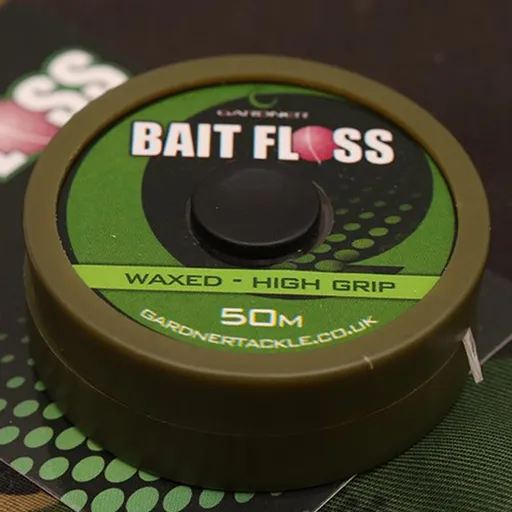 GARDNER
BAIT FLOSS
WAXED - HIGH GRIP
50M
GARDNERTACKLE.CO.UK